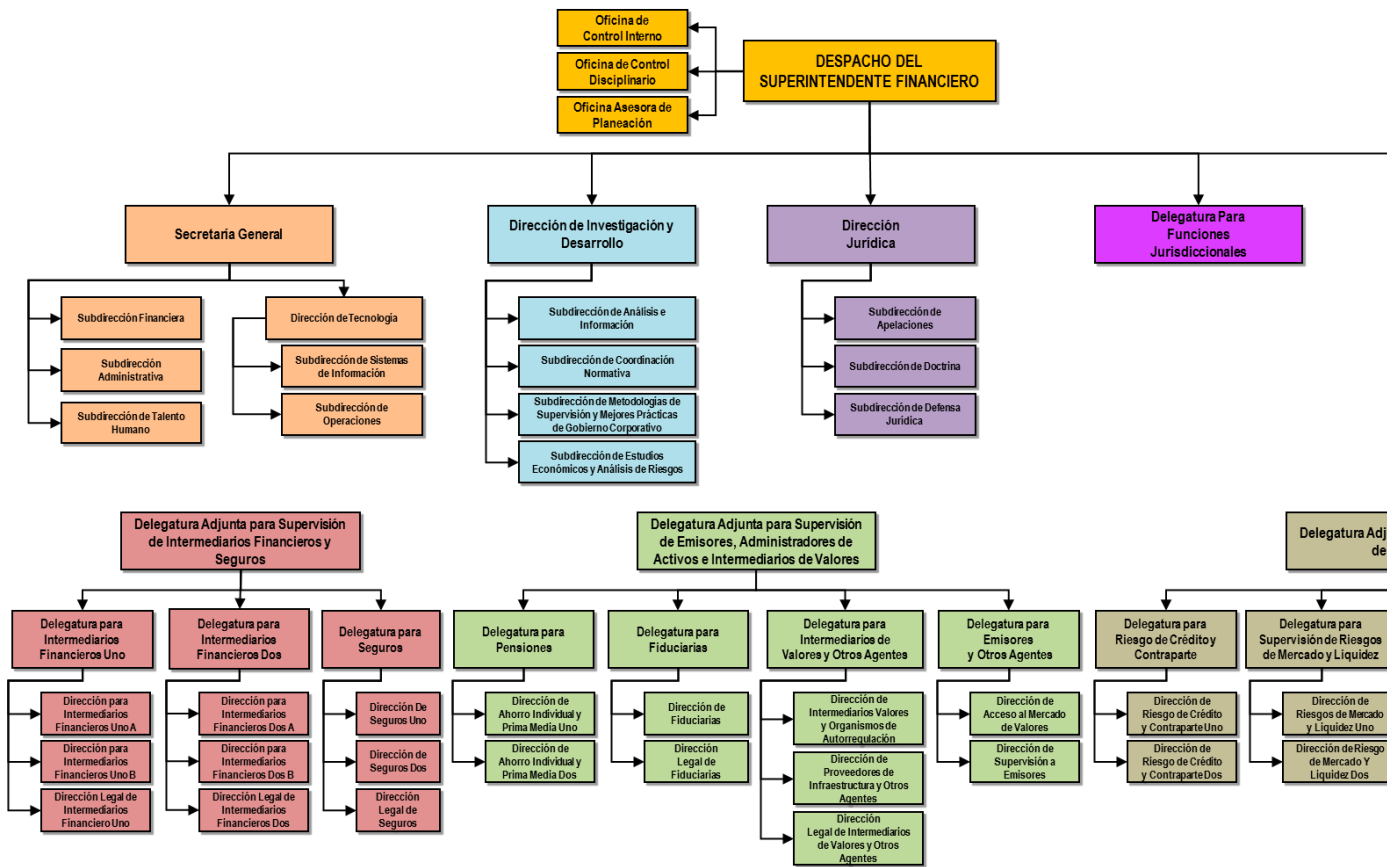 Oficina de
Control Interno
Oficina de Control
Disciplinario
Oficina Asesora de
Planeación
DESPACHO DEL
SUPERINTENDENTE FINANCIERO
Secretaría General
Dirección de Investigación y
Desarrollo
Dirección
Jurídica
Delegatura Para
Funciones
Jurisdiccionales
Subdirección Financiera
Subdirección
Administrativa
Subdirección de Talento
Humano
Dirección de Tecnología
Subdirección de Sistemas
de Información
Subdirección de
Operaciones
Subdirección de Análisis e
Información
Subdirección de Coordinación
Normativa
Subdirección de Metodologías de
Supervisión y Mejores Prácticas
de Gobierno Corporativo
Subdirección de Estudios
Económicos y Análisis de Riesgos
Subdirección de
Apelaciones
Subdirección de Doctrina
Subdirección de Defensa
Jurídica
Delegatura Adjunta para Supervisión
de Intermediarios Financieros y
Seguros
Delegatura Adjunta para Supervisión
de Emisores, Administradores de
Activos e Intermediarios de Valores
Delegatura Adj
de
Delegatura para
Intermediarios
Financieros Uno
Delegatura para
Intermediarios
Financieros Dos
Delegatura para
Seguros
Delegatura para
Pensiones
Delegatura para
Fiduciarias
Delegatura para
Intermediarios de
Valores y Otros Agentes
Delegatura para
Emisores
y Otros Agentes
Delegatura para
Riesgo de Crédito y
Contraparte
Delegatura para
Supervisión de Riesgos
de Mercado y Liquidez
Dirección para
Intermediarios
Financieros Uno A
Dirección para
Intermediarios
Financieros Uno B
Dirección Legal de
Intermediarios
Financiero Uno
Dirección para
Intermediarios
Financieros Dos A
Dirección para
Intermediarios
Financieros Dos B
Dirección Legal de
Intermediarios
Financieros Dos
Dirección De
Seguros Uno
Dirección de
Seguros Dos
Dirección
Legal de
Seguros
Dirección de
Ahorro Individual y
Prima Media Uno
Dirección de
Ahorro Individual y
Prima Media Dos
Dirección de
Fiduciarias
Dirección
Legal de
Fiduciarias
Dirección de
Intermediarios Valores
y Organismos de
Autorregulación
Dirección de
Proveedores de
Infraestructura y Otros
Agentes
Dirección
Legal de Intermediarios
de Valores y Otros
Agentes
Dirección de
Acceso al Mercado
de Valores
Dirección de
Supervisión a
Emisores
Dirección de
Riesgo de Crédito
y Contraparte Uno
Dirección de
Riesgo de Crédito
y Contraparte Dos
Dirección de
Riesgos de Mercado
y Liquidez Uno
Dirección de Riesgo
de Mercado Y
Liquidez Dos